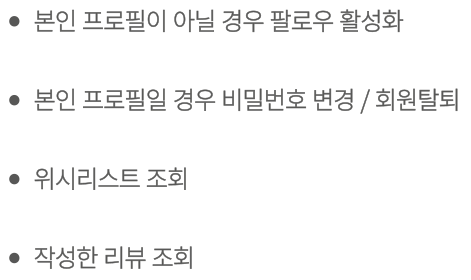 ● 본인 프로필이 아닐 경우 팔로우 활성화
● 본인 프로필일 경우 비밀번호 변경 / 회원탈퇴
● 위시리스트 조회
● 작성한 리뷰 조회